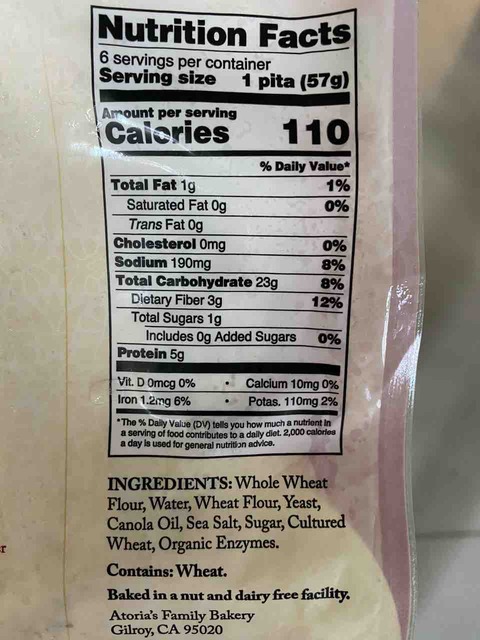 Nutrition Facts
6 servings per container
Serving size 1 pita (57g)
Amount per serving
Calories 110
% Daily Value*
Total Fat 1g 1%
Saturated Fat 0g 0%
Trans Fat 0g
Cholesterol 0mg 0%
Sodium 190mg 8%
Total Carbohydrate 23g 8%
Dietary Fiber 3g 12%
Total Sugars 1g
Includes 0g Added Sugars 0%
Protein 5g
Vit. D 0mcg 0% • Calcium 10mg 0%
Iron 1.2mg 6% • Potas. 110mg 2%
*The % Daily Value (DV) tells you how much a nutrient in
a serving of food contributes to a daily diet. 2,000 calories
a day is used for general nutrition advice.
INGREDIENTS: Whole Wheat
Flour, Water, Wheat Flour, Yeast,
Canola Oil, Sea Salt, Sugar, Cultured
Wheat, Organic Enzymes.
Contains: Wheat.
Baked in a nut and dairy free facility.
Atoria's Family Bakery
Gilroy, CA 95020